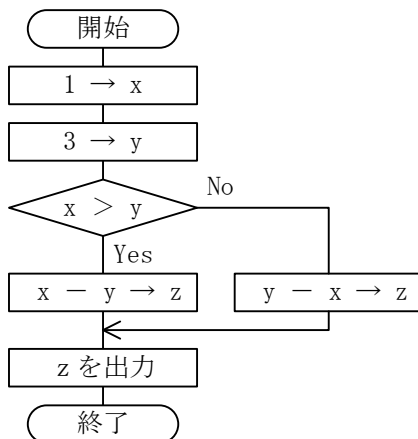 開始
1 → x
3 → y
x > y
No
Yes
x － y → z
y － x → z
z を出力
終了